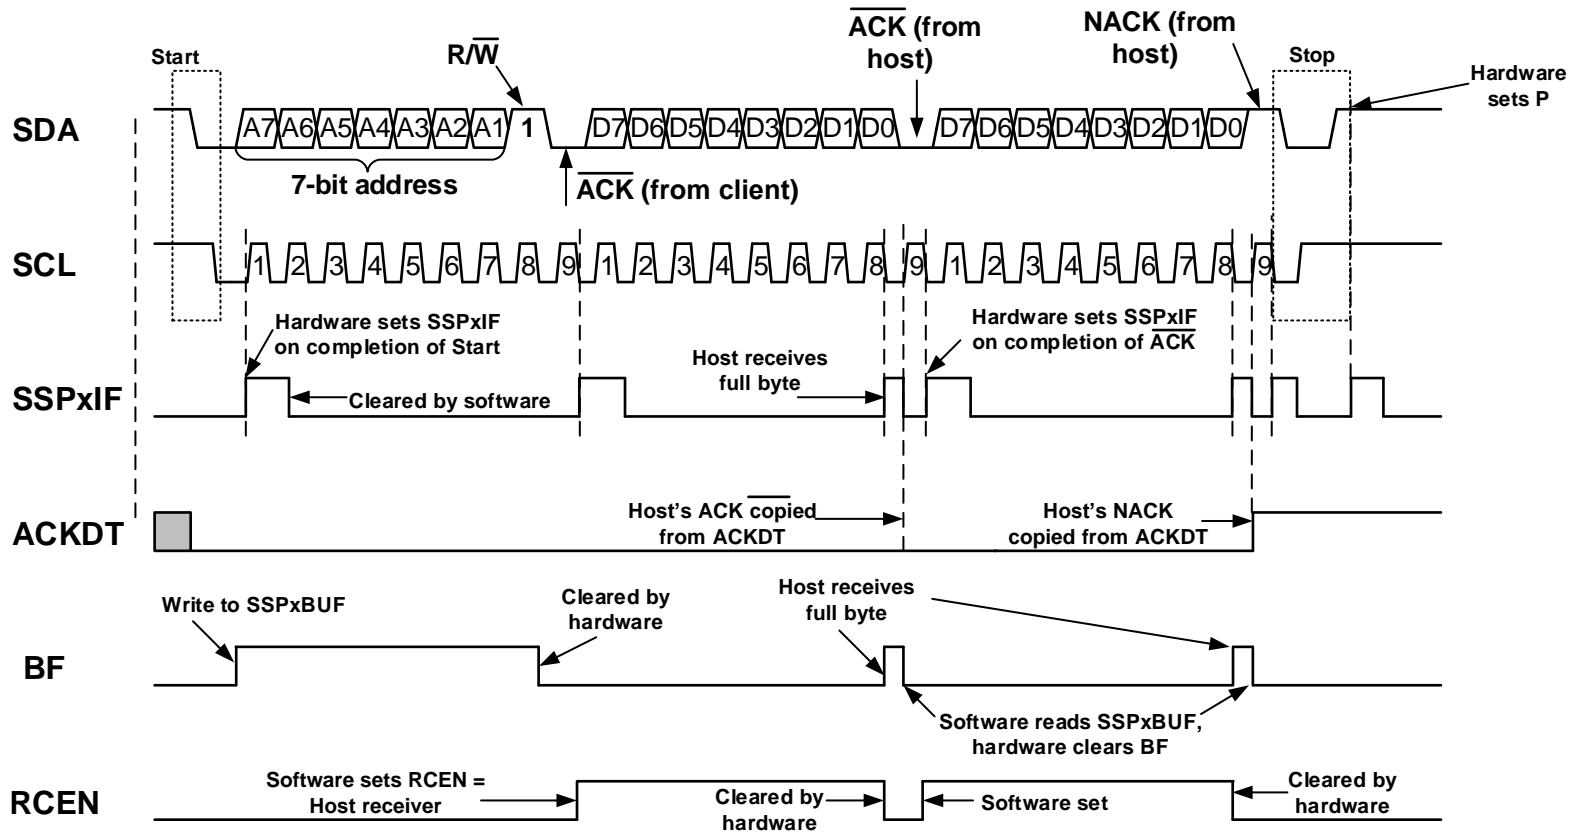 ACK (from
host)
NACK (from
host)
Start
R/W
Stop
Hardware
sets P
SDA
A7 A6 A5 A4 A3 A2 A1 1 D7 D6 D5 D4 D3 D2 D1 D0 D7 D6 D5 D4 D3 D2 D1 D0
7-bit address
ACK (from client)
SCL
1 2 3 4 5 6 7 8 9 1 2 3 4 5 6 7 8 9 1 2 3 4 5 6 7 8 9
Hardware sets SSPxIF
on completion of Start
Host receives
full byte
Hardware sets SSPxIF
on completion of ACK
SSPxIF
Cleared by software
ACKDT
Host's ACK copied
from ACKDT
Host's NACK
copied from ACKDT
Write to SSPxBUF
Cleared by
hardware
Host receives
full byte
BF
Software reads SSPxBUF,
hardware clears BF
RCEN
Software sets RCEN =
Host receiver
Cleared by
hardware
Software set
Cleared by
hardware